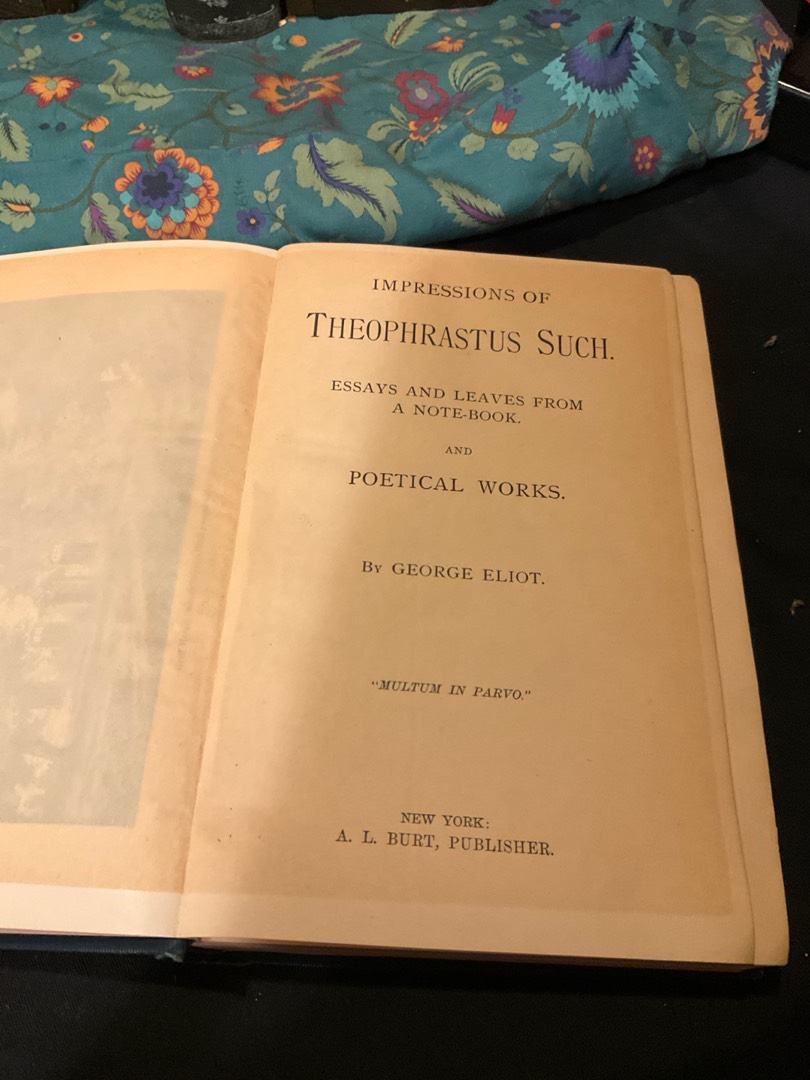 IMPRESSIONS OF
THEOPHRASTUS SUCH.
ESSAYS AND LEAVES FROM
A NOTE-BOOK.
AND
POETICAL WORKS.
By GEORGE ELIOT.
"MULTUM IN PARVO."
NEW YORK:
A. L. BURT, PUBLISHER.